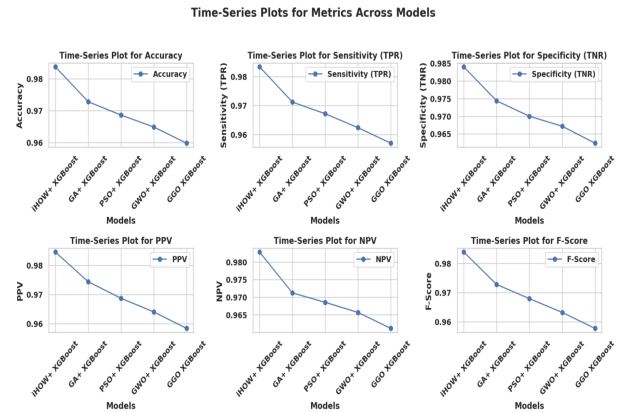 Time-Series Plots for Metrics Across Models
Time-Series Plot for Accuracy
Accuracy
0.98
0.97
0.96
Accuracy
iHOW+ XGBoost
GA+ XGBoost
PSO+ XGBoost
GWO+ XGBoost
GGO XGBoost
Models
Time-Series Plot for Sensitivity (TPR)
Sensitivity (TPR)
0.98
0.97
0.96
Sensitivity (TPR)
iHOW+ XGBoost
GA+ XGBoost
PSO+ XGBoost
GWO+ XGBoost
GGO XGBoost
Models
Time-Series Plot for Specificity (TNR)
Specificity (TNR)
0.985
0.980
0.975
0.970
0.965
Specificity (TNR)
iHOW+ XGBoost
GA+ XGBoost
PSO+ XGBoost
GWO+ XGBoost
GGO XGBoost
Models
Time-Series Plot for PPV
PPV
0.98
0.97
0.96
PPV
iHOW+ XGBoost
GA+ XGBoost
PSO+ XGBoost
GWO+ XGBoost
GGO XGBoost
Models
Time-Series Plot for NPV
NPV
0.980
0.975
0.970
0.965
NPV
iHOW+ XGBoost
GA+ XGBoost
PSO+ XGBoost
GWO+ XGBoost
GGO XGBoost
Models
Time-Series Plot for F-Score
F-Score
0.98
0.97
0.96
F-Score
iHOW+ XGBoost
GA+ XGBoost
PSO+ XGBoost
GWO+ XGBoost
GGO XGBoost
Models